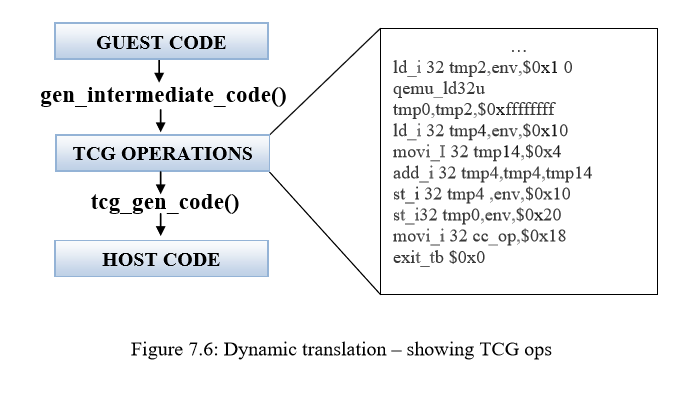 GUEST CODE
gen_intermediate_code()
TCG OPERATIONS
tcg_gen_code()
HOST CODE
...
ld_i 32 tmp2,env,$0x1 0
qemu_ld32u
tmp0,tmp2,$0xffffffff
ld_i 32 tmp4,env,$0x10
movi_I 32 tmp14,$0x4
add_i 32 tmp4,tmp4,tmp14
st_i 32 tmp4 ,env,$0x10
st_i32 tmp0,env,$0x20
movi_i 32 cc_op,$0x18
exit_tb $0x0
Figure 7.6: Dynamic translation – showing TCG ops